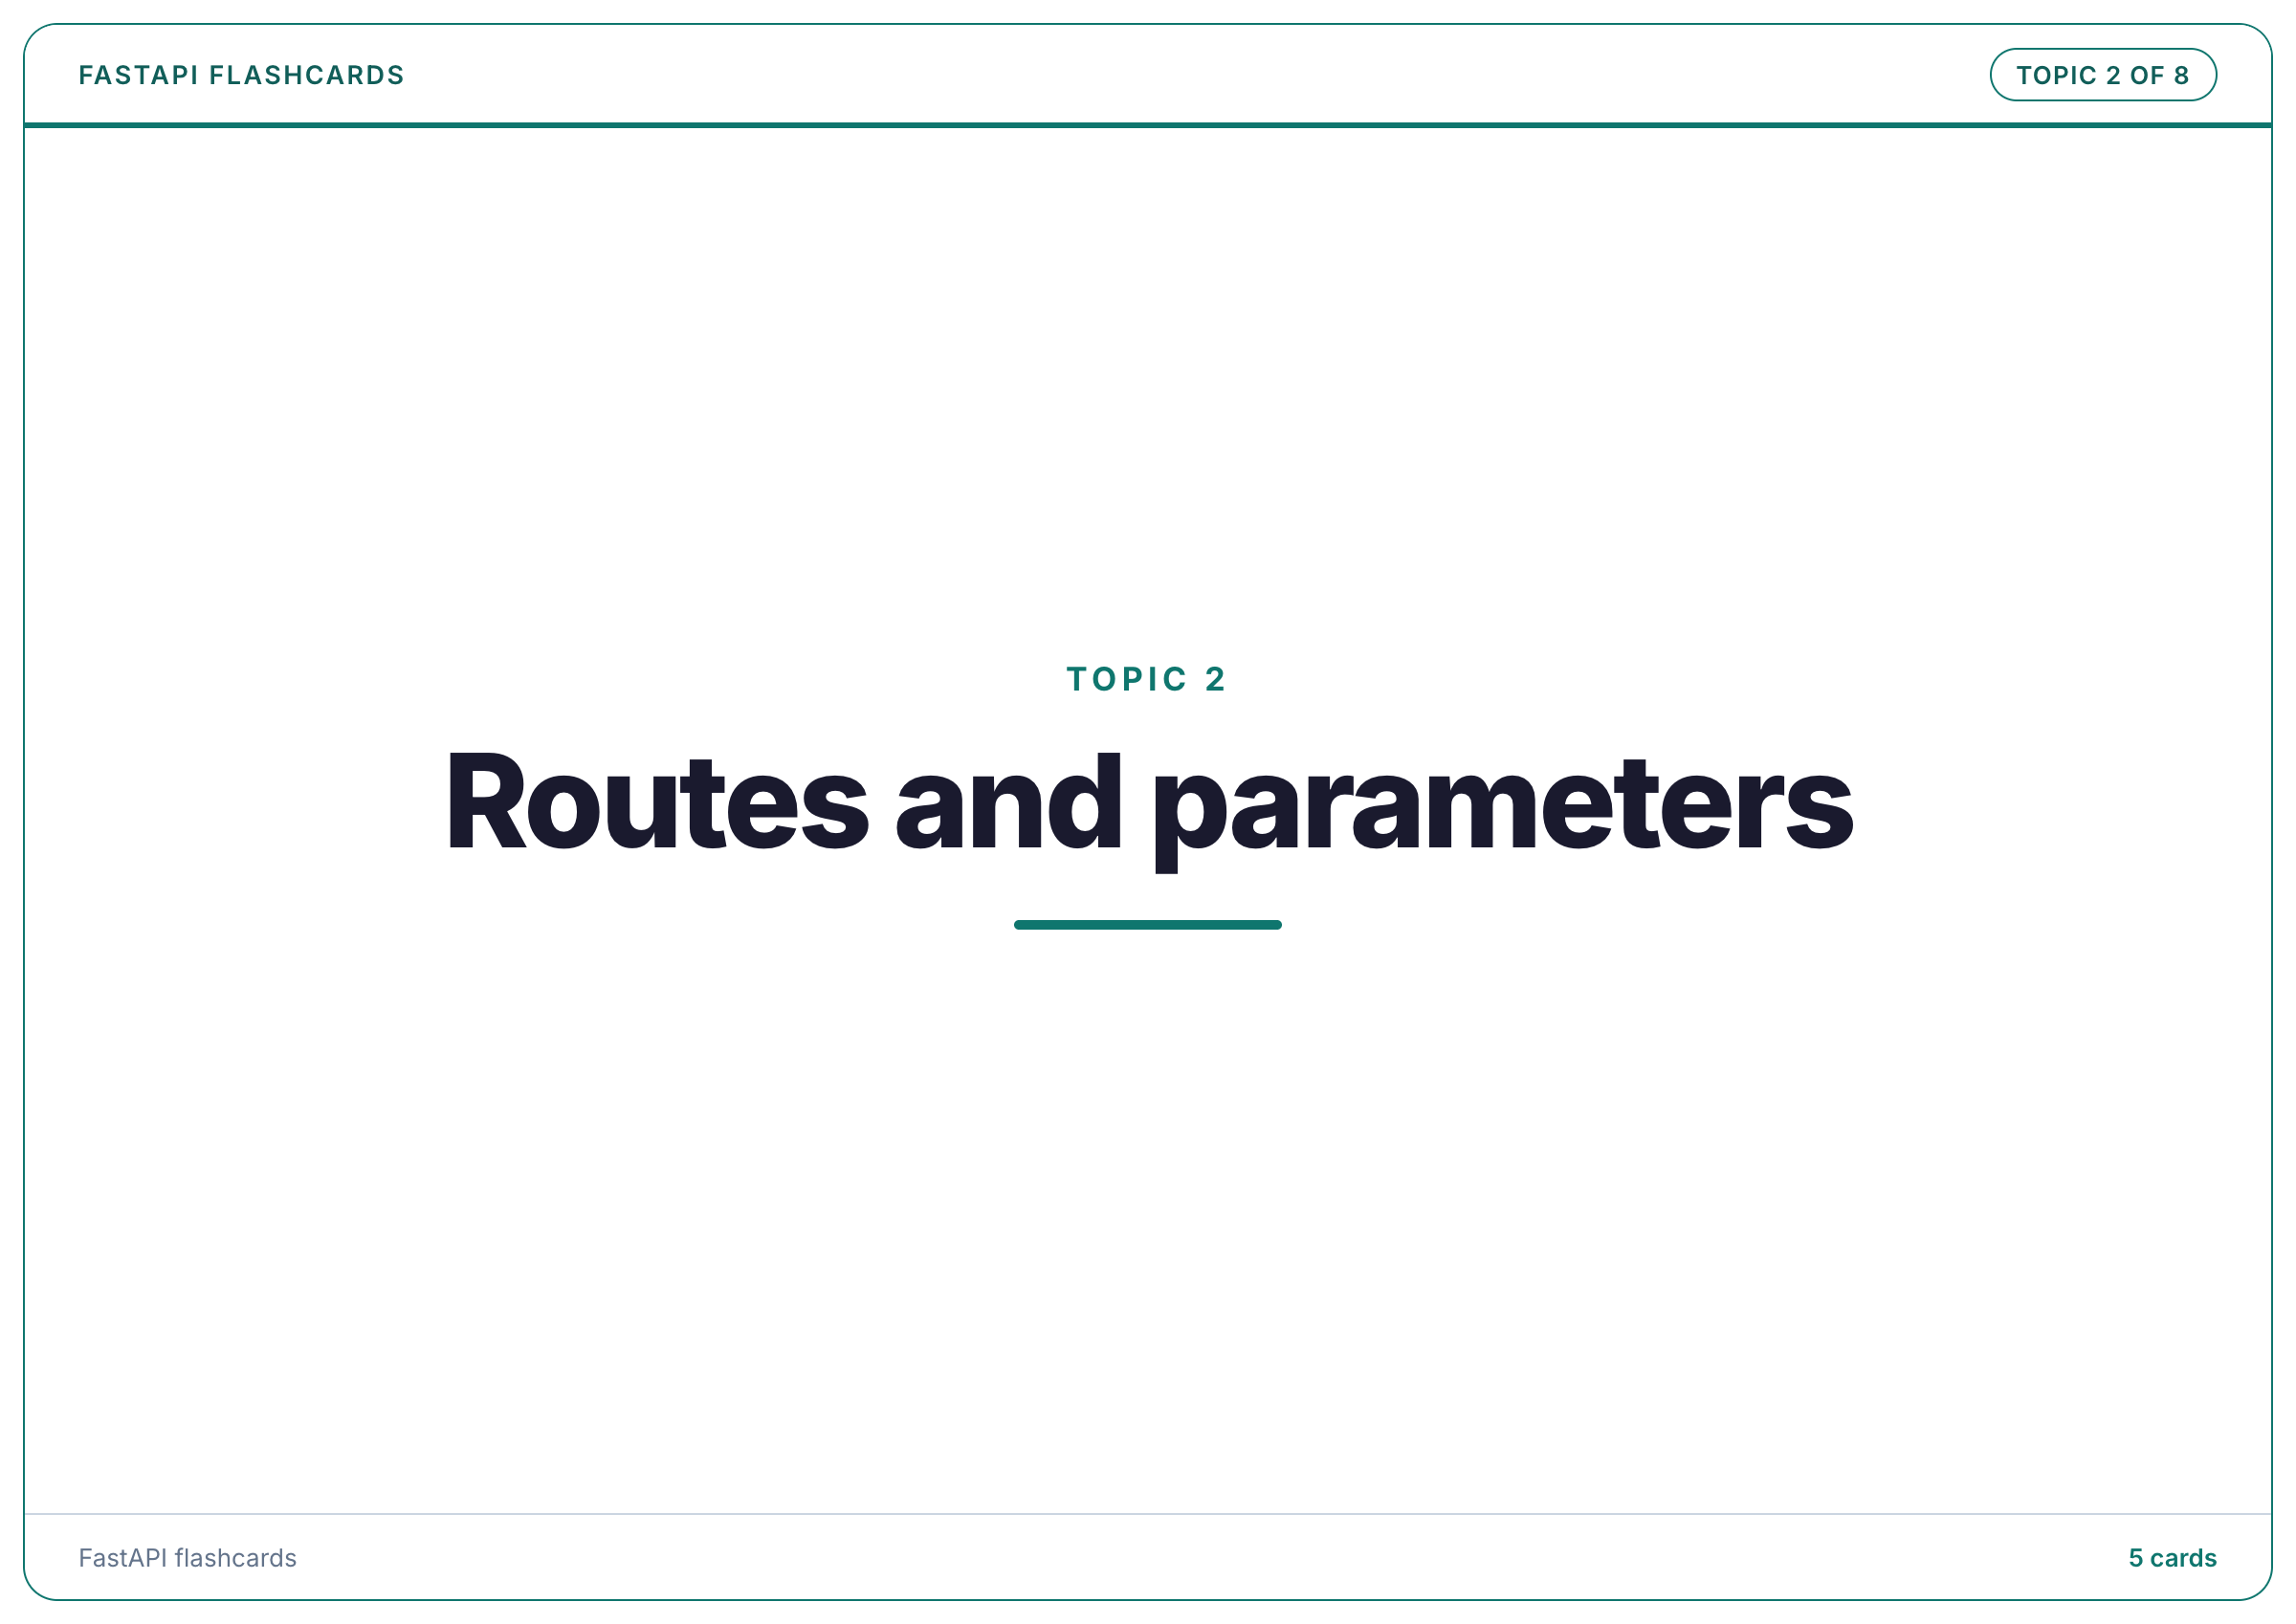 FASTAPI FLASHCARDS
TOPIC 2 OF 8
TOPIC 2
Routes and parameters
FastAPI flashcards
5 cards